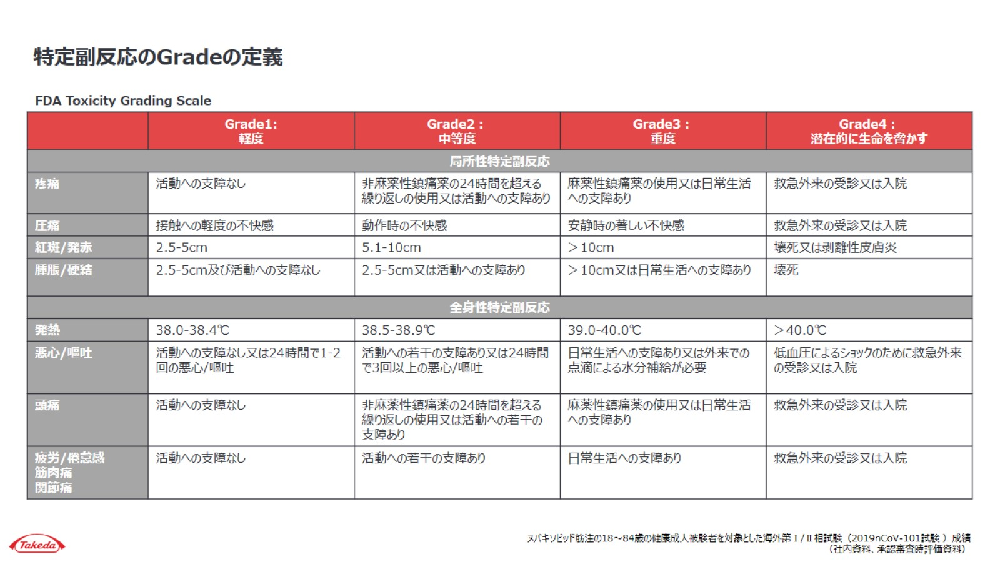 特定副反応のGradeの定義
FDA Toxicity Grading Scale
Grade1:
軽度
Grade2：
中等度
Grade3：
重度
Grade4：
潜在的に生命を脅かす
局所性特定副反応
疼痛
活動への支障なし
非麻薬性鎮痛薬の24時間を超える
繰り返しの使用又は活動への支障あり
麻薬性鎮痛薬の使用又は日常生活
への支障あり
救急外来の受診又は入院
圧痛
接触への軽度の不快感
動作時の不快感
安静時の著しい不快感
救急外来の受診又は入院
紅斑/発赤
2.5-5cm
5.1-10cm
＞10cm
壊死又は剥離性皮膚炎
腫脹/硬結
2.5-5cm及び活動への支障なし
2.5-5cm又は活動への支障あり
＞10cm又は日常生活への支障あり
壊死
全身性特定副反応
発熱
38.0-38.4℃
38.5-38.9℃
39.0-40.0℃
＞40.0℃
悪心/嘔吐
活動への支障なし又は24時間で1-2
回の悪心/嘔吐
活動への若干の支障あり又は24時間
で3回以上の悪心/嘔吐
日常生活への支障あり又は外来での
点滴による水分補給が必要
低血圧によるショックのために救急外来
の受診又は入院
頭痛
活動への支障なし
非麻薬性鎮痛薬の24時間を超える
繰り返しの使用又は活動への若干の
支障あり
麻薬性鎮痛薬の使用又は日常生活
への支障あり
救急外来の受診又は入院
疲労/倦怠感
筋肉痛
関節痛
活動への支障なし
活動への若干の支障あり
日常生活への支障あり
救急外来の受診又は入院
Takeda
ヌバキソビッド筋注の18～84歳の健康成人被験者を対象とした海外第Ⅰ/Ⅱ相試験（2019nCoV-101試験 ）成績
（社内資料、承認審査時評価資料）